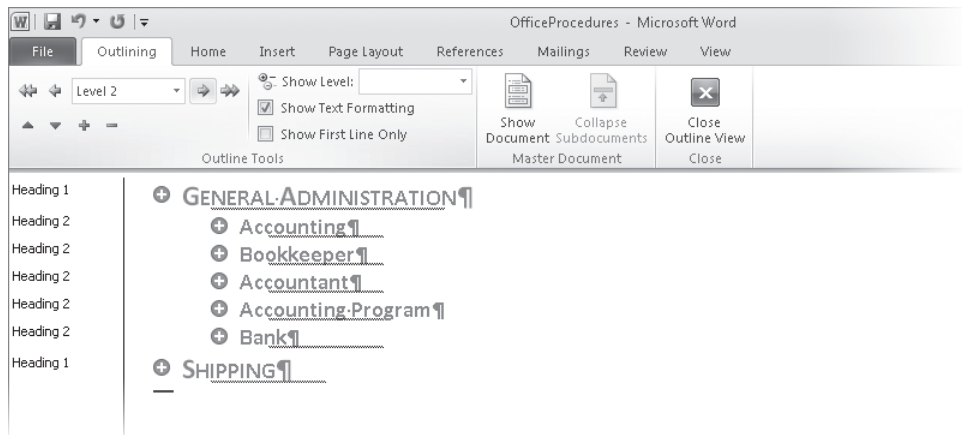 OfficeProcedures - Microsoft Word
File Outlining Home Insert Page Layout References Mailings Review View
Level 2
Show Level:
Show Text Formatting
Show First Line Only
Outline Tools
Show Document
Collapse Subdocuments
Master Document
Close Outline View
Close
Heading 1 GENERAL·ADMINISTRATION¶
Heading 2 Accounting¶
Heading 2 Bookkeeper¶
Heading 2 Accountant¶
Heading 2 Accounting·Program¶
Heading 2 Bank¶
Heading 1 SHIPPING¶